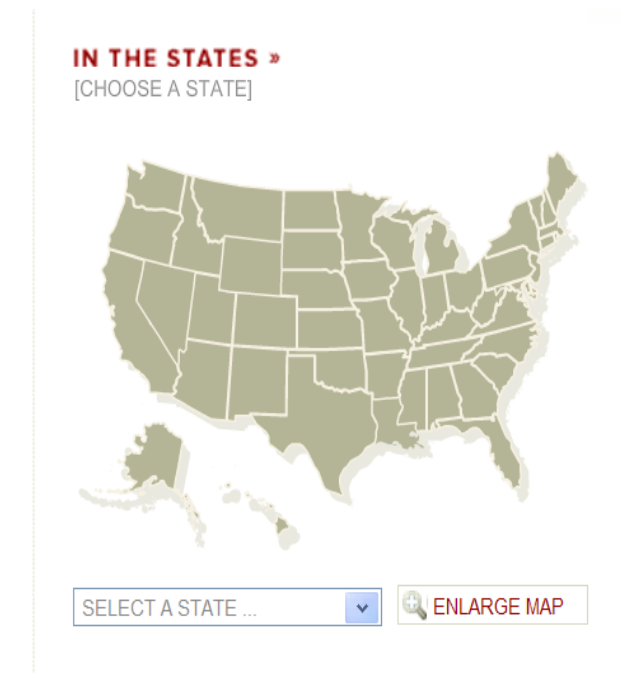 IN THE STATES »
[CHOOSE A STATE]
SELECT A STATE ...
ENLARGE MAP